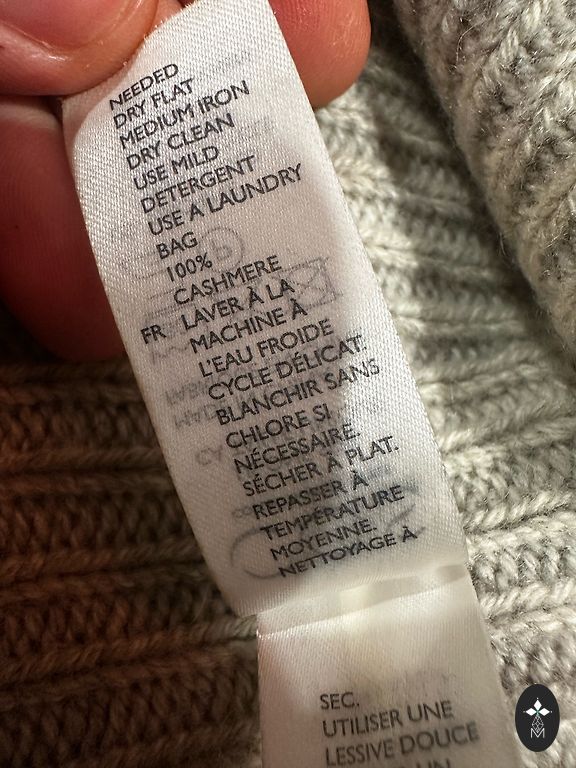 NEEDED
DRY FLAT
MEDIUM IRON
DRY CLEAN
USE MILD
DETERGENT
USE A LAUNDRY
BAG
100%
CASHMERE
FR LAVER À LA
MACHINE À
L'EAU FROIDE
CYCLE DÉLICAT.
BLANCHIR SANS
CHLORE SI
NÉCESSAIRE.
SÉCHER À PLAT.
REPASSER À
TEMPÉRATURE
MOYENNE.
NETTOYAGE À
SEC.
UTILISER UNE
LESSIVE DOUCE
UN
M